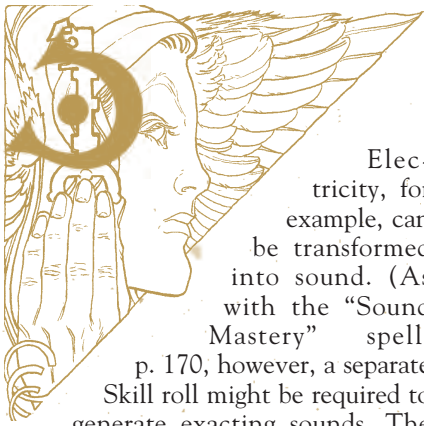 Elec-
tricity, for
example, can
be transformed
into sound. (As
with the “Sound
Mastery” spell
p. 170, however, a separate
Skill roll might be required to
generate exacting sounds. The